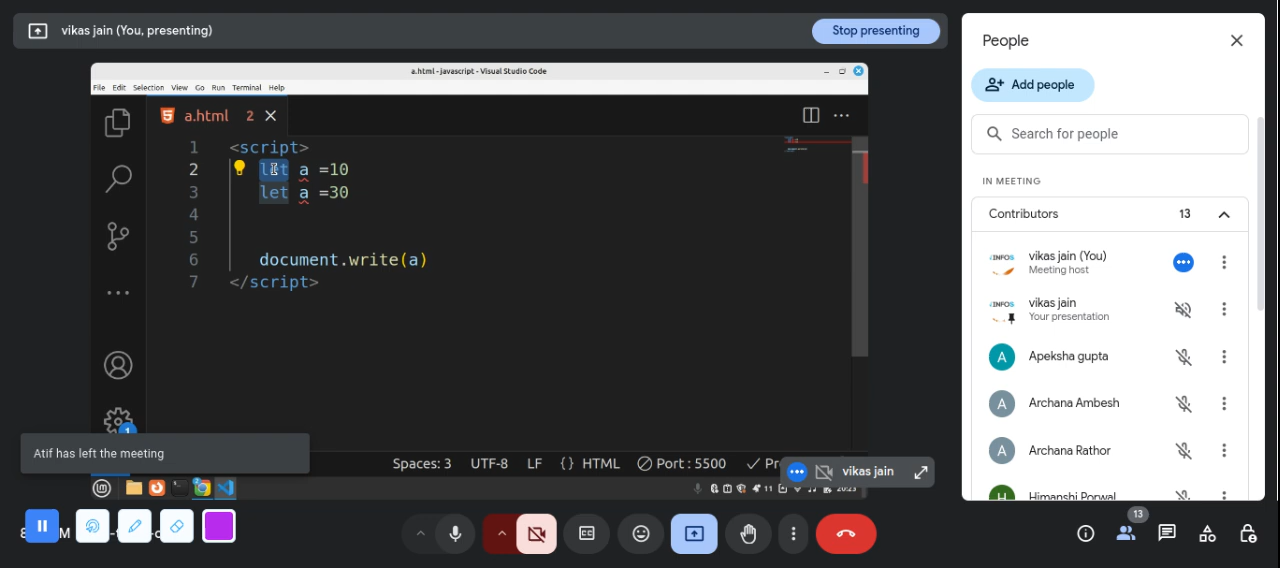 vikas jain (You, presenting)
Stop presenting
a.html - javascript - Visual Studio Code
File Edit Selection View Go Run Terminal Help
a.html 2
1 <script>
2 let a =10
3 let a =30
4
5
6 document.write(a)
7 </script>
1
Atif has left the meeting
Spaces: 3 UTF-8 LF {} HTML Port : 5500
vikas jain
20:23
People
Add people
Search for people
IN MEETING
Contributors 13
vikas jain (You)
Meeting host
vikas jain
Your presentation
A Apeksha gupta
A Archana Ambesh
A Archana Rathor
H Himanshi Porwal
13